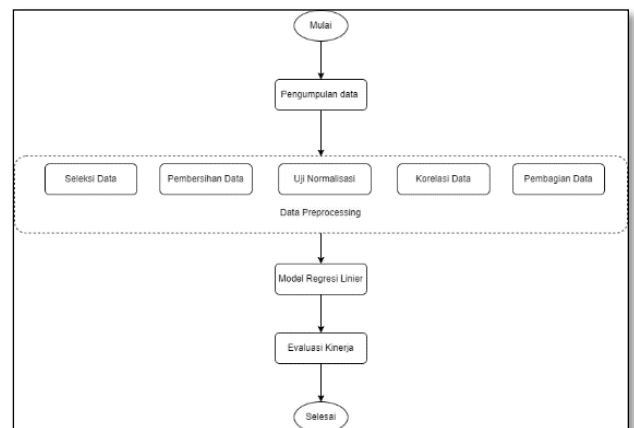 Mulai
Pengumpulan data
Seleksi Data
Pembersihan Data
Uji Normalisasi
Korelasi Data
Pembagian Data
Data Preprocessing
Model Regresi Linier
Evaluasi Kinerja
Selesai